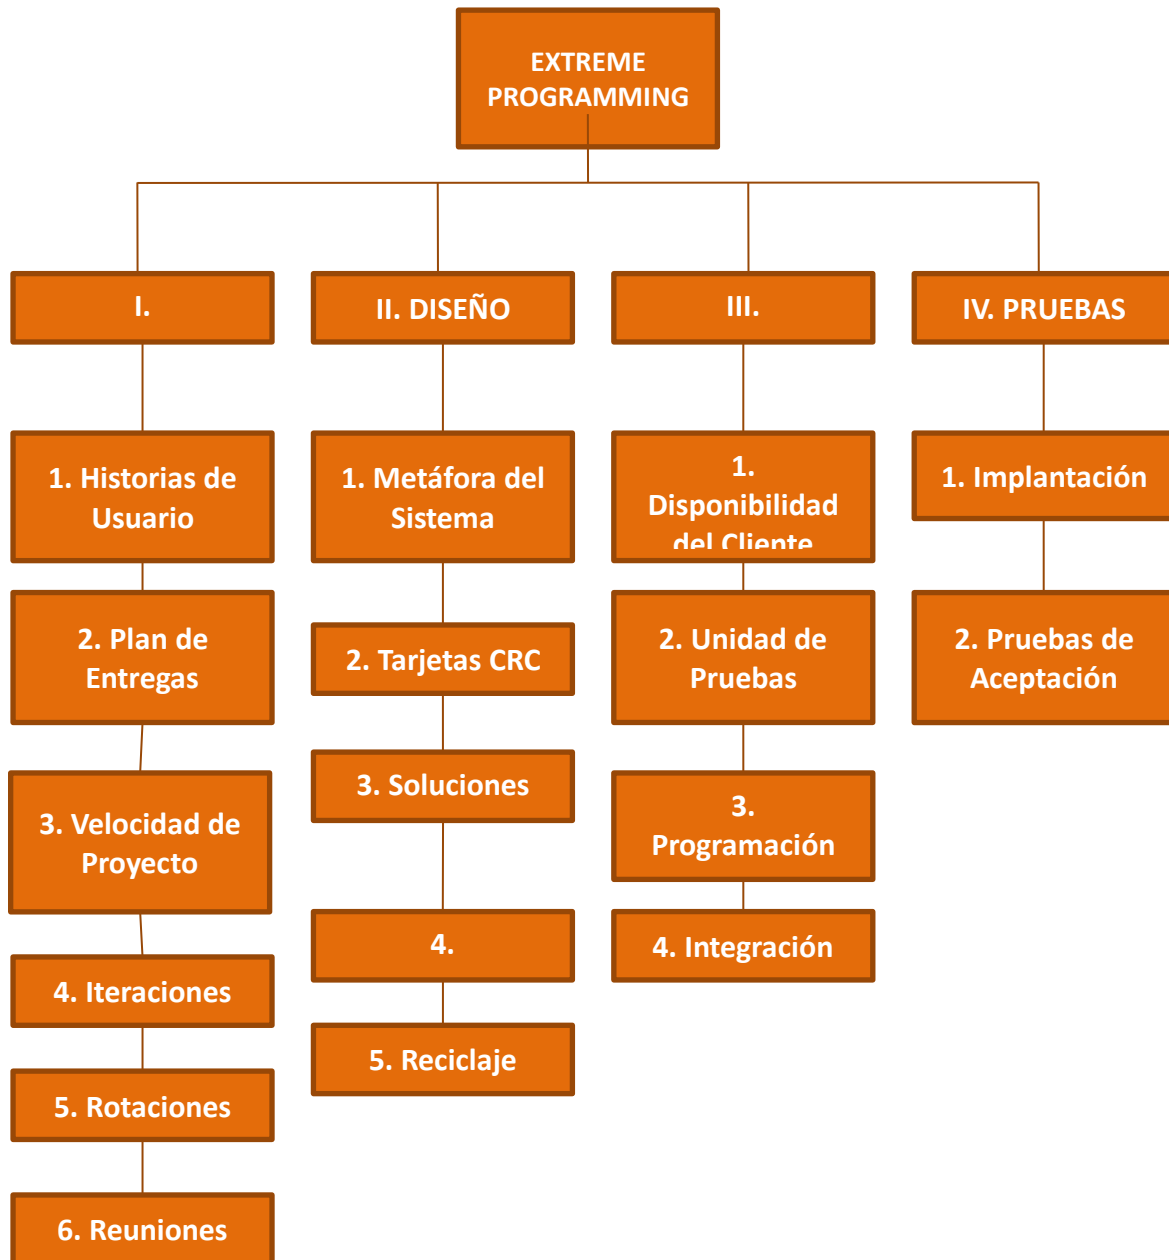 EXTREME
PROGRAMMING
I.
II. DISEÑO
III.
IV. PRUEBAS
1. Historias de
Usuario
2. Plan de
Entregas
3. Velocidad de
Proyecto
4. Iteraciones
5. Rotaciones
6. Reuniones
1. Metáfora del
Sistema
2. Tarjetas CRC
3. Soluciones
4.
5. Reciclaje
1.
Disponibilidad
del Cliente
2. Unidad de
Pruebas
3.
Programación
4. Integración
1. Implantación
2. Pruebas de
Aceptación